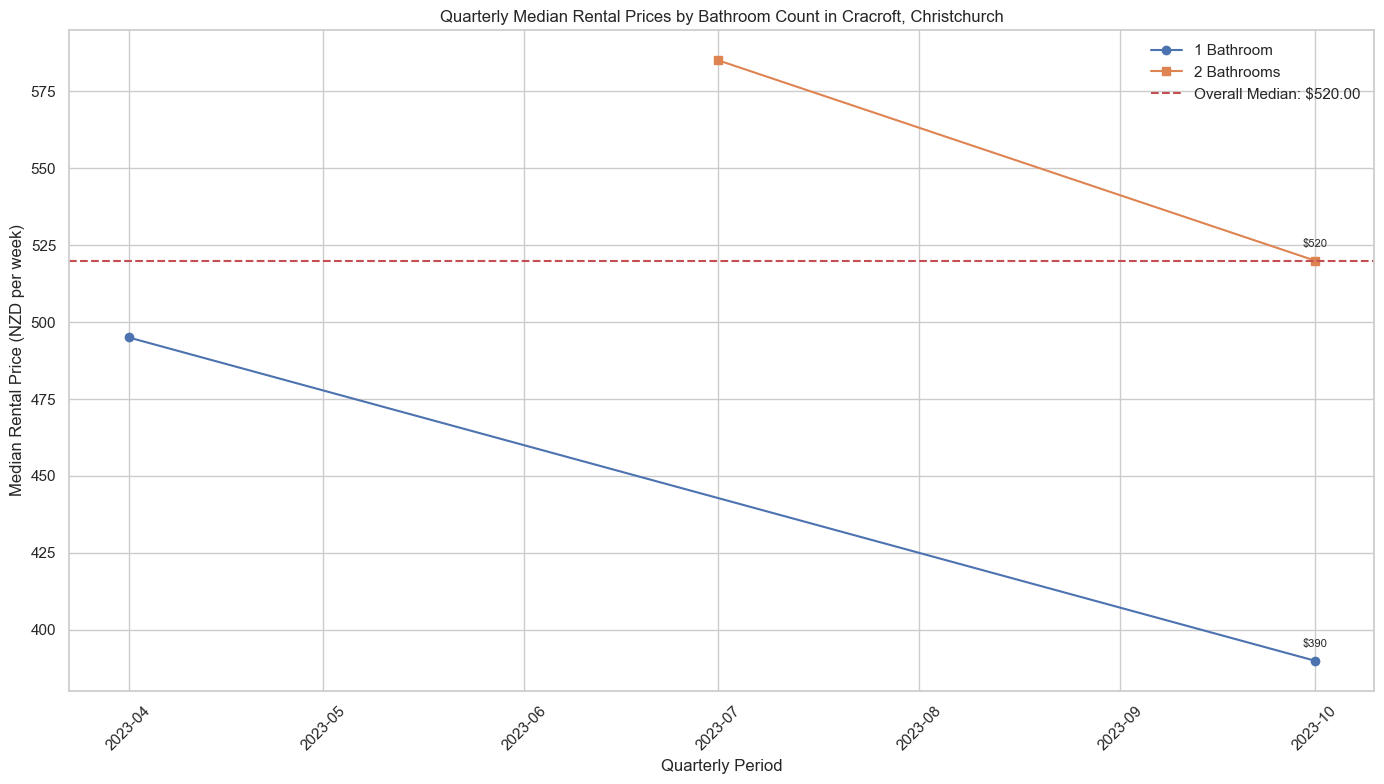 Quarterly Median Rental Prices by Bathroom Count in Cracroft, Christchurch
1 Bathroom
2 Bathrooms
Overall Median: $520.00
Median Rental Price (NZD per week)
575
550
525
500
475
450
425
400
$520
$390
2023-04
2023-05
2023-06
2023-07
2023-08
2023-09
2023-10
Quarterly Period